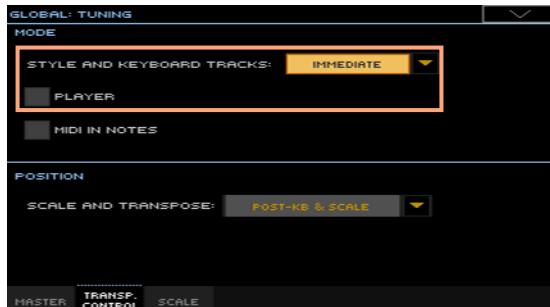 GLOBAL: TUNING
MODE
STYLE AND KEYBOARD TRACKS: IMMEDIATE
PLAYER
MIDI IN NOTES
POSITION
SCALE AND TRANSPOSE: POST-KB & SCALE
MASTER TRANSP. CONTROL SCALE